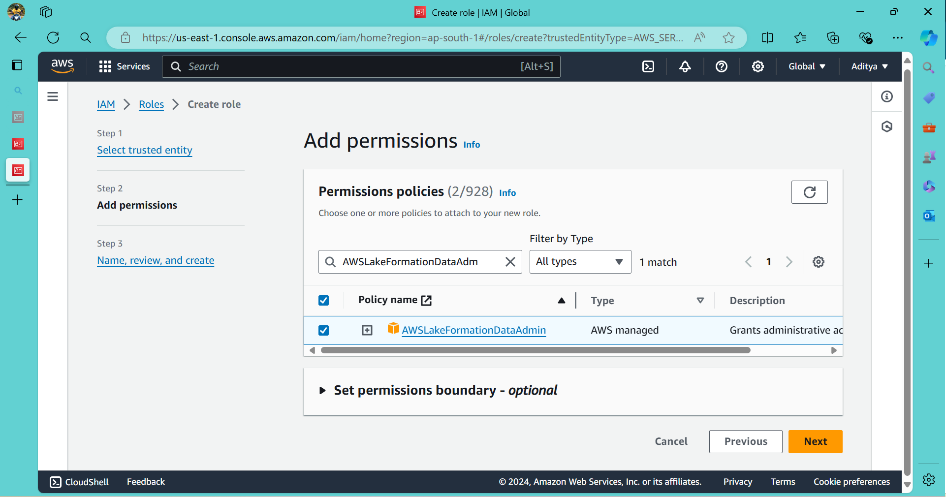 Create role | IAM | Global
https://us-east-1.console.aws.amazon.com/iam/home?region=ap-south-1#/roles/create?trustedEntityType=AWS_SER...
aws
Services
Search
[Alt+S]
Global
Aditya
IAM > Roles > Create role
Step 1
Select trusted entity
Step 2
Add permissions
Step 3
Name, review, and create
Add permissions Info
Permissions policies (2/928) Info
Choose one or more policies to attach to your new role.
Filter by Type
AWSLakeFormationDataAdm
All types
1 match
1
Policy name
Type
Description
AWSLakeFormationDataAdmin
AWS managed
Grants administrative ac
Set permissions boundary - optional
Cancel
Previous
Next
CloudShell
Feedback
© 2024, Amazon Web Services, Inc. or its affiliates.
Privacy
Terms
Cookie preferences